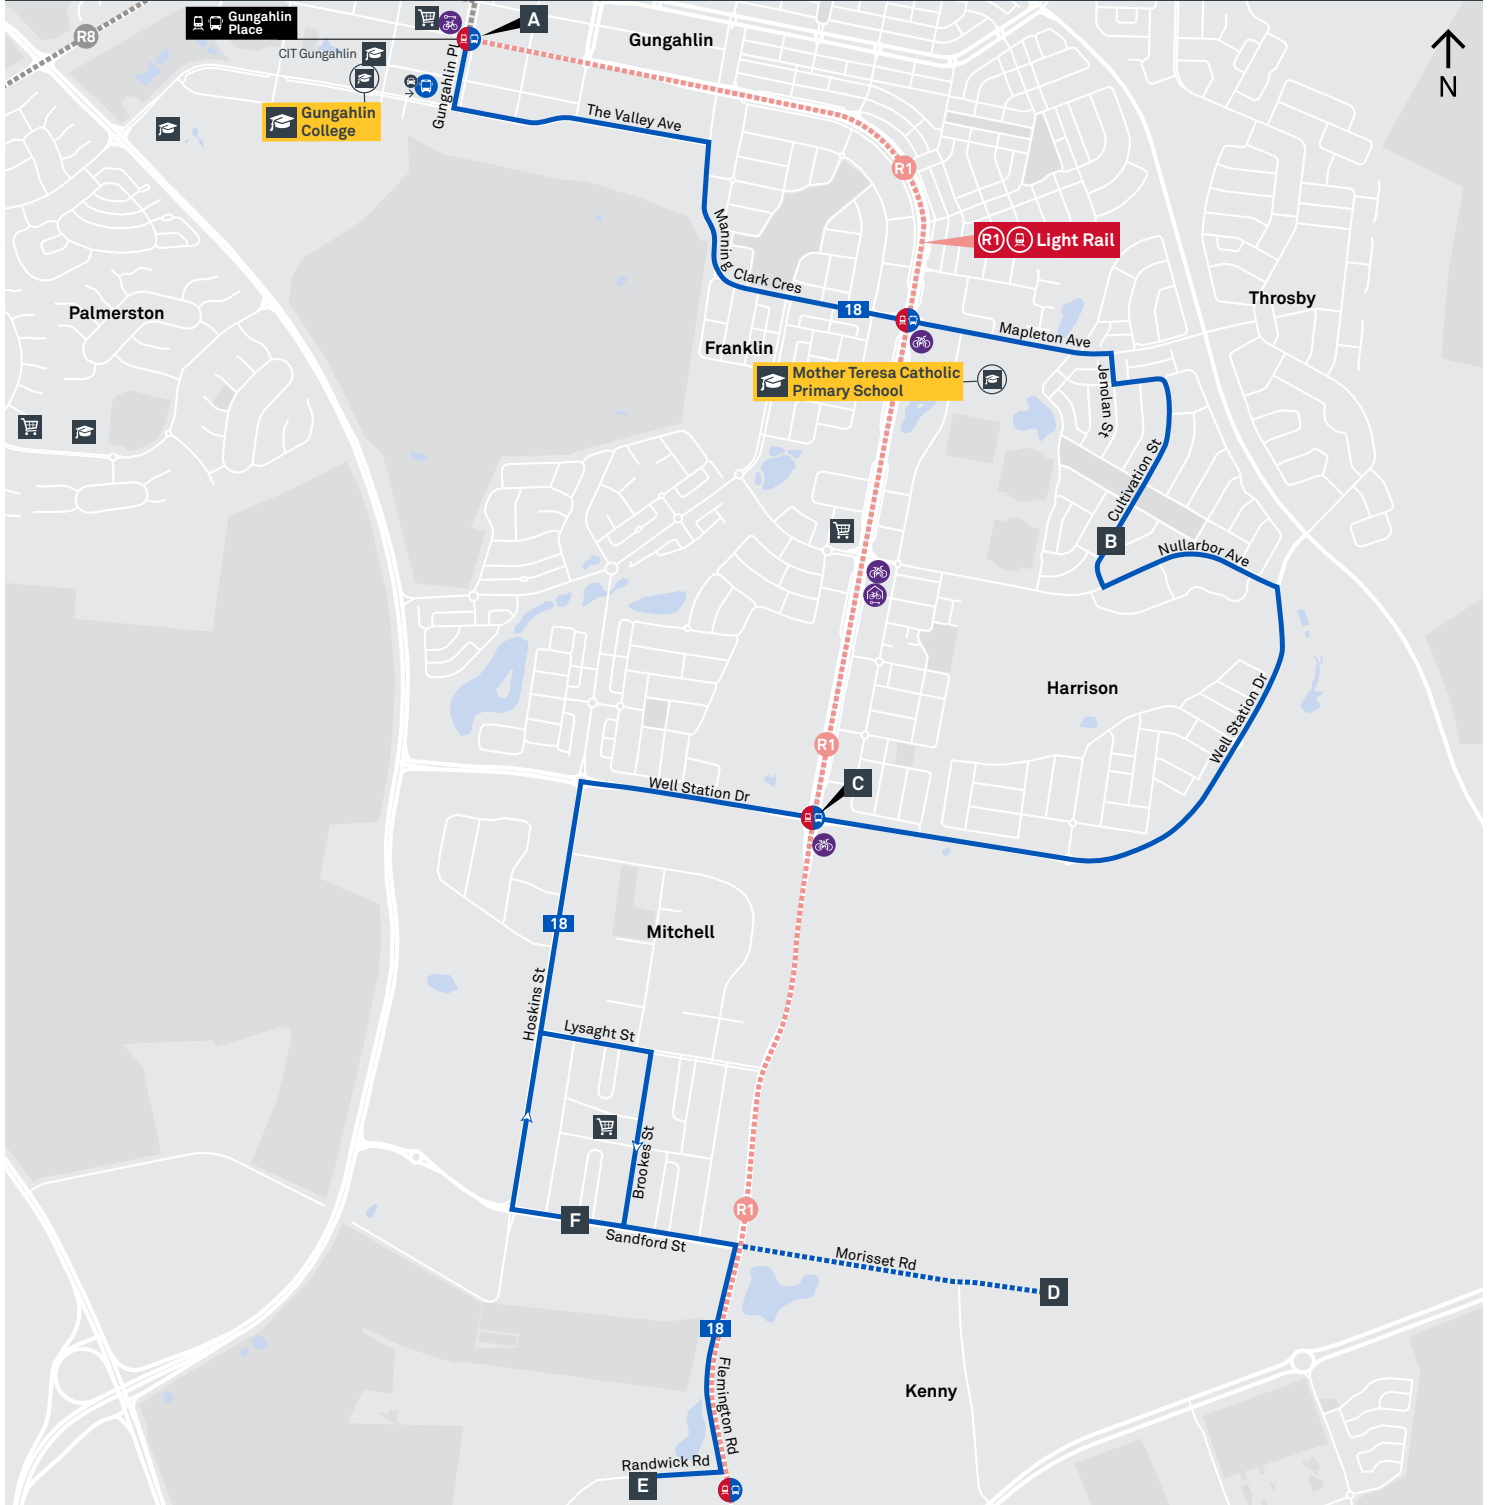 R8
Gungahlin
Place
A
Gungahlin
N
CIT Gungahlin
Gungahlin Pl
Gungahlin
College
The Valley Ave
R1
Manning
Clark Cres
R1 Light Rail
Palmerston
Throsby
18
Franklin
Mapleton Ave
Mother Teresa Catholic
Primary School
Jenolan St
Cultivation St
B
Nullarbor Ave
Harrison
Well Station Dr
R1
C
Well Station Dr
18
Mitchell
Hoskins St
Lysaght St
Brookes St
R1
F
Sandford St
Morisset Rd
D
18
Flemington Rd
Kenny
Randwick Rd
E